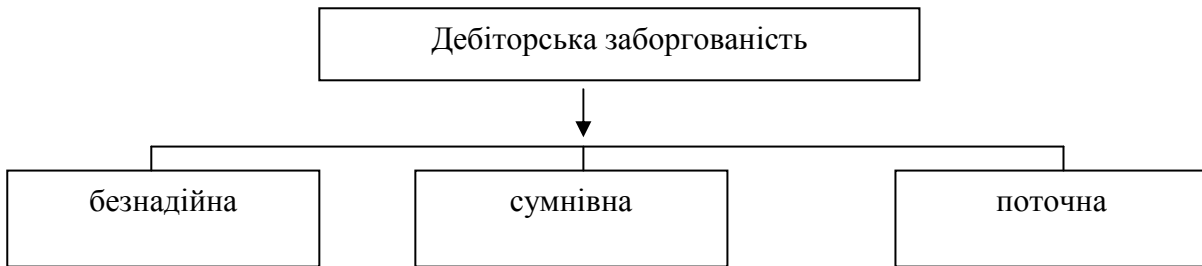 Дебіторська заборгованість
безнадійна
сумнівна
поточна